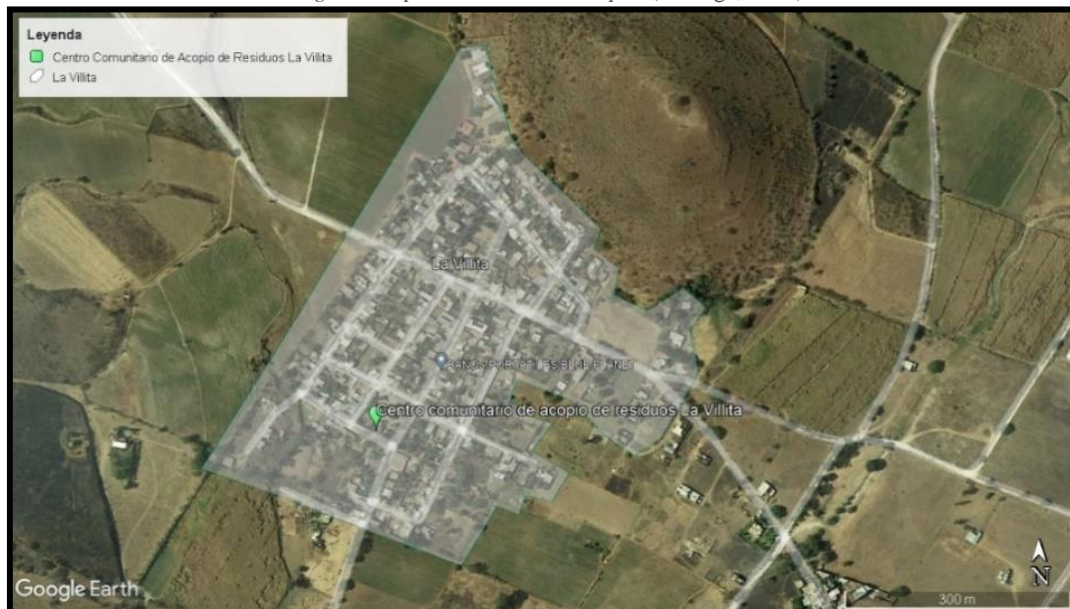 Leyenda
Centro Comunitario de Acopio de Residuos La Villita
La Villita
La Villita
Centro comunitario de acopio de residuos La Villita
Google Earth
N
300 m